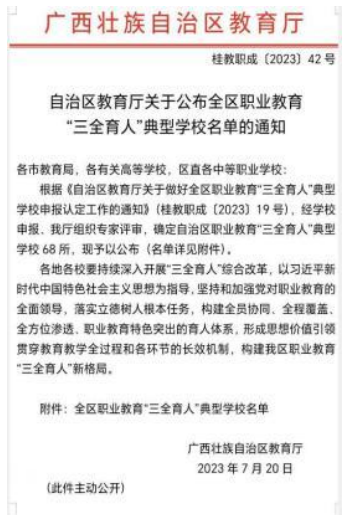 广西壮族自治区教育厅
桂教职成〔2023〕42号
自治区教育厅关于公布全区职业教育
“三全育人”典型学校名单的通知
各市教育局，各有关高等学校，区直各中等职业学校：
根据《自治区教育厅关于做好全区职业教育“三全育人”典型
学校申报认定工作的通知》（桂教职成〔2023〕19号），经学校
申报、我厅组织专家评审，确定自治区职业教育“三全育人”典型
学校68所，现予以公布（名单详见附件）。
各地各校要持续深入开展“三全育人”综合改革，以习近平新
时代中国特色社会主义思想为指导，坚持和加强党对职业教育的
全面领导，落实立德树人根本任务，构建全员协同、全程覆盖、
全方位渗透、职业教育特色突出的育人体系，形成思想价值引领
贯穿教育教学全过程和各环节的长效机制，构建我区职业教育
“三全育人”新格局。
附件：全区职业教育“三全育人”典型学校名单
广西壮族自治区教育厅
2023年7月20日
（此件主动公开）